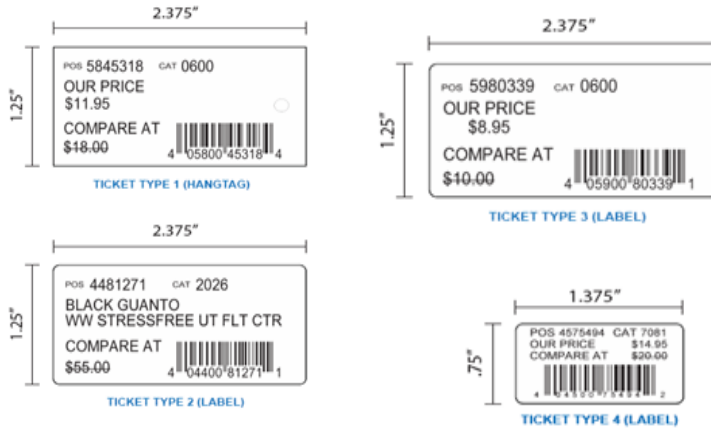 2.375"
1.25"
POS 5845318 CAT 0600
OUR PRICE
$11.95
COMPARE AT
$18.00
4 05800 45318 4
TICKET TYPE 1 (HANGTAG)
2.375"
1.25"
POS 5980339 CAT 0600
OUR PRICE
$8.95
COMPARE AT
$10.00
4 05900 80339 1
TICKET TYPE 3 (LABEL)
2.375"
1.25"
POS 4481271 CAT 2026
BLACK GUANTO
WW STRESSFREE UT FLT CTR
COMPARE AT
$55.00
4 04400 81271 1
TICKET TYPE 2 (LABEL)
1.375"
.75"
POS 4575494 CAT 7081
OUR PRICE $14.95
COMPARE AT $20.00
4 04500 75494 2
TICKET TYPE 4 (LABEL)